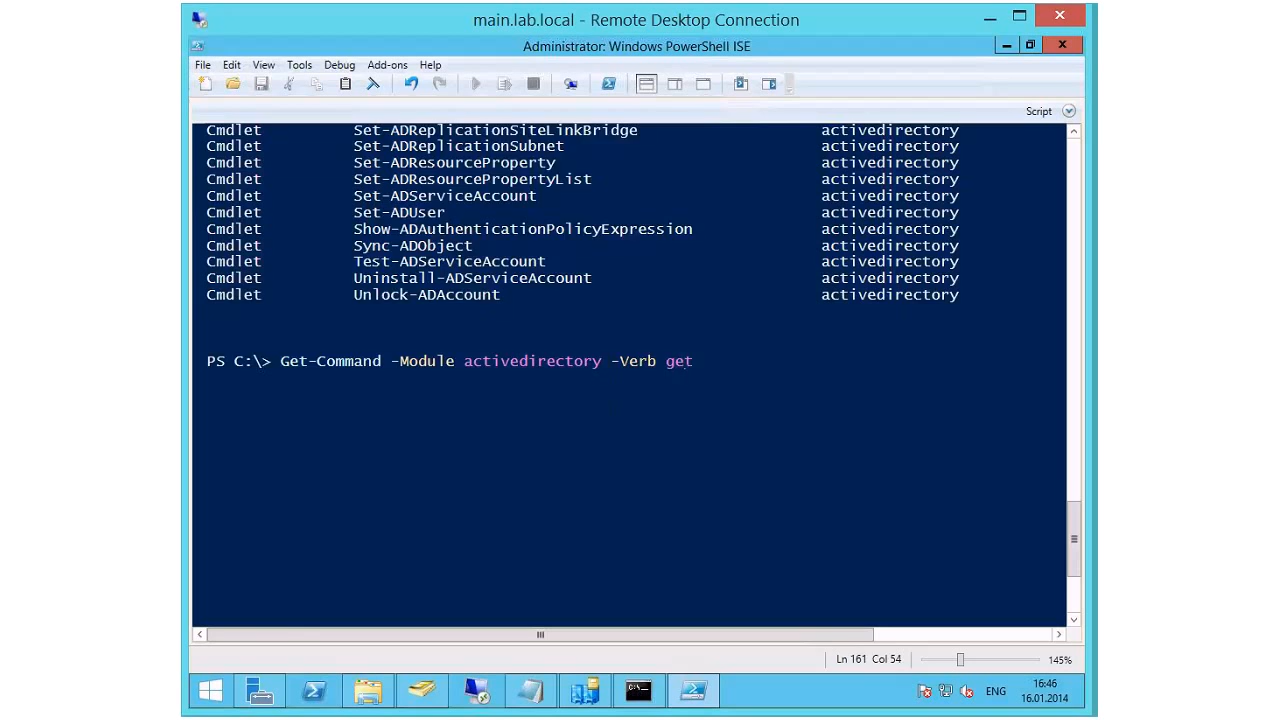 main.lab.local - Remote Desktop Connection
Administrator: Windows PowerShell ISE
File Edit View Tools Debug Add-ons Help
Script
Cmdlet Set-ADReplicationSiteLinkBridge activedirectory
Cmdlet Set-ADReplicationSubnet activedirectory
Cmdlet Set-ADResourceProperty activedirectory
Cmdlet Set-ADResourcePropertyList activedirectory
Cmdlet Set-ADServiceAccount activedirectory
Cmdlet Set-ADUser activedirectory
Cmdlet Show-ADAuthenticationPolicyExpression activedirectory
Cmdlet Sync-ADObject activedirectory
Cmdlet Test-ADServiceAccount activedirectory
Cmdlet Uninstall-ADServiceAccount activedirectory
Cmdlet Unlock-ADAccount activedirectory
PS C:\> Get-Command -Module activedirectory -Verb get
Ln 161 Col 54 145%
ENG 16:46
16.01.2014